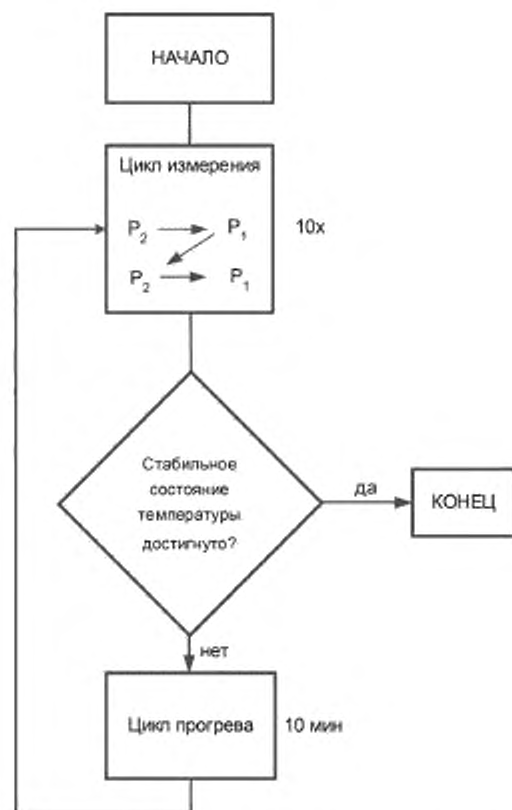 НАЧАЛО
Цикл измерения
P₂ → P₁
10x
P₂ → P₁
Стабильное
состояние
температуры
достигнуто?
да
КОНЕЦ
нет
Цикл прогрева
10 мин